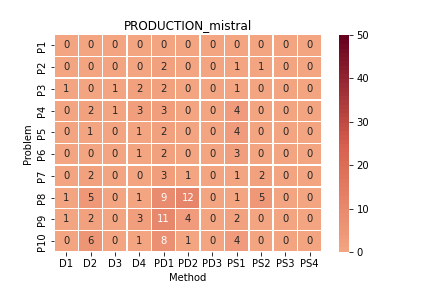 PRODUCTION_mistral
Problem
P1 0 0 0 0 0 0 0 0 0 0 0
P2 0 0 0 0 2 0 0 1 1 0 0
P3 1 0 1 2 2 0 0 1 0 0 0
P4 0 2 1 3 3 0 0 4 0 0 0
P5 0 1 0 1 2 0 0 4 0 0 0
P6 0 0 0 1 2 0 0 3 0 0 0
P7 0 2 0 0 3 1 0 1 2 0 0
P8 1 5 0 1 9 12 0 1 5 0 0
P9 1 2 0 3 11 4 0 2 0 0 0
P10 0 6 0 1 8 1 0 4 0 0 0
D1 D2 D3 D4 PD1 PD2 PD3 PS1 PS2 PS3 PS4
Method
50
40
30
20
10
0